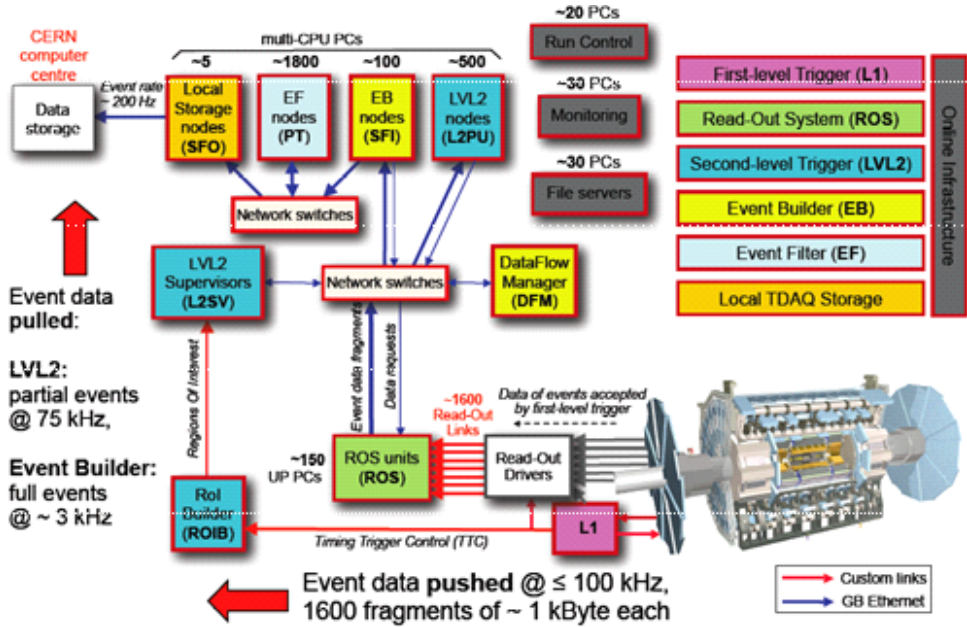 CERN
computer
centre
Data
storage
Event rate
~ 200 Hz
multi-CPU PCs
~5
~1800
~100
~500
Local
Storage
nodes
(SFO)
EF
nodes
(PT)
EB
nodes
(SFI)
LVL2
nodes
(L2PU)
Network switches
~20 PCs
Run Control
~30 PCs
Monitoring
~30 PCs
File servers
First-level Trigger (L1)
Read-Out System (ROS)
Second-level Trigger (LVL2)
Event Builder (EB)
Event Filter (EF)
Local TDAQ Storage
Online Infrastructure
LVL2
Supervisors
(L2SV)
Network switches
DataFlow
Manager
(DFM)
Event data
pulled:
LVL2:
partial events
@ 75 kHz,
Event Builder:
full events
@ ~ 3 kHz
Regions Of Interest
Event data fragments
Data requests
~1600
Read-Out
Links
Data of events accepted
by first-level trigger
~150
UP PCs
ROS units
(ROS)
Read-Out
Drivers
RoI
Builder
(ROIB)
L1
Timing Trigger Control (TTC)
Event data pushed @ ≤ 100 kHz,
1600 fragments of ~ 1 kByte each
Custom links
GB Ethernet